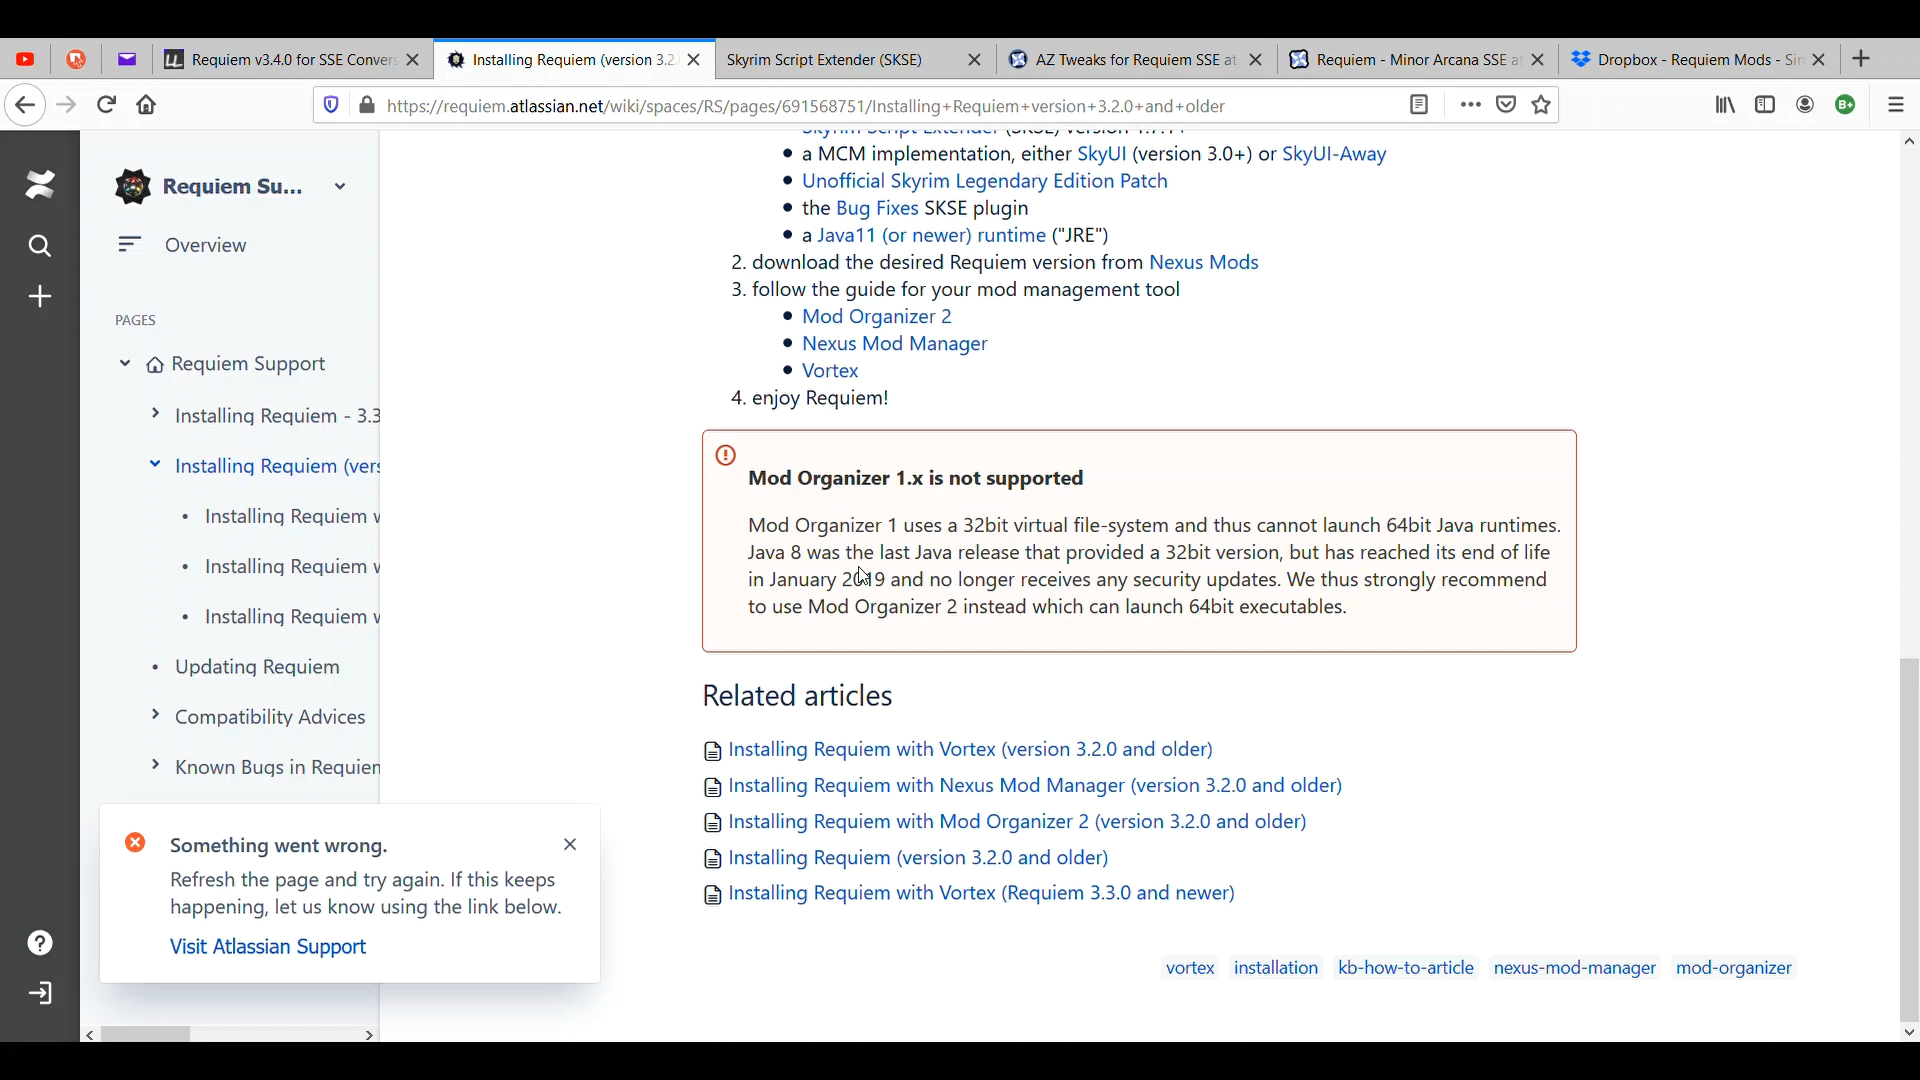 Requiem v3.4.0 for SSE Convers
Installing Requiem (version 3.2.
Skyrim Script Extender (SKSE)
AZ Tweaks for Requiem SSE at
Requiem - Minor Arcana SSE at
Dropbox - Requiem Mods - Sim
https://requiem.atlassian.net/wiki/spaces/RS/pages/691568751/Installing+Requiem+version+3.2.0+and+older
B+
Requiem Su...
Overview
PAGES
Requiem Support
Installing Requiem - 3.3
Installing Requiem (vers
Installing Requiem v
Installing Requiem v
Installing Requiem v
Updating Requiem
Compatibility Advices
Known Bugs in Requiem
Something went wrong.
Refresh the page and try again. If this keeps
happening, let us know using the link below.
Visit Atlassian Support
Skyrim Script Extender (SKSE) version 1.7.1+
• a MCM implementation, either SkyUI (version 3.0+) or SkyUI-Away
• Unofficial Skyrim Legendary Edition Patch
• the Bug Fixes SKSE plugin
• a Java11 (or newer) runtime ("JRE")
2. download the desired Requiem version from Nexus Mods
3. follow the guide for your mod management tool
• Mod Organizer 2
• Nexus Mod Manager
• Vortex
4. enjoy Requiem!
Mod Organizer 1.x is not supported
Mod Organizer 1 uses a 32bit virtual file-system and thus cannot launch 64bit Java runtimes.
Java 8 was the last Java release that provided a 32bit version, but has reached its end of life
in January 2019 and no longer receives any security updates. We thus strongly recommend
to use Mod Organizer 2 instead which can launch 64bit executables.
Related articles
Installing Requiem with Vortex (version 3.2.0 and older)
Installing Requiem with Nexus Mod Manager (version 3.2.0 and older)
Installing Requiem with Mod Organizer 2 (version 3.2.0 and older)
Installing Requiem (version 3.2.0 and older)
Installing Requiem with Vortex (Requiem 3.3.0 and newer)
vortex installation kb-how-to-article nexus-mod-manager mod-organizer